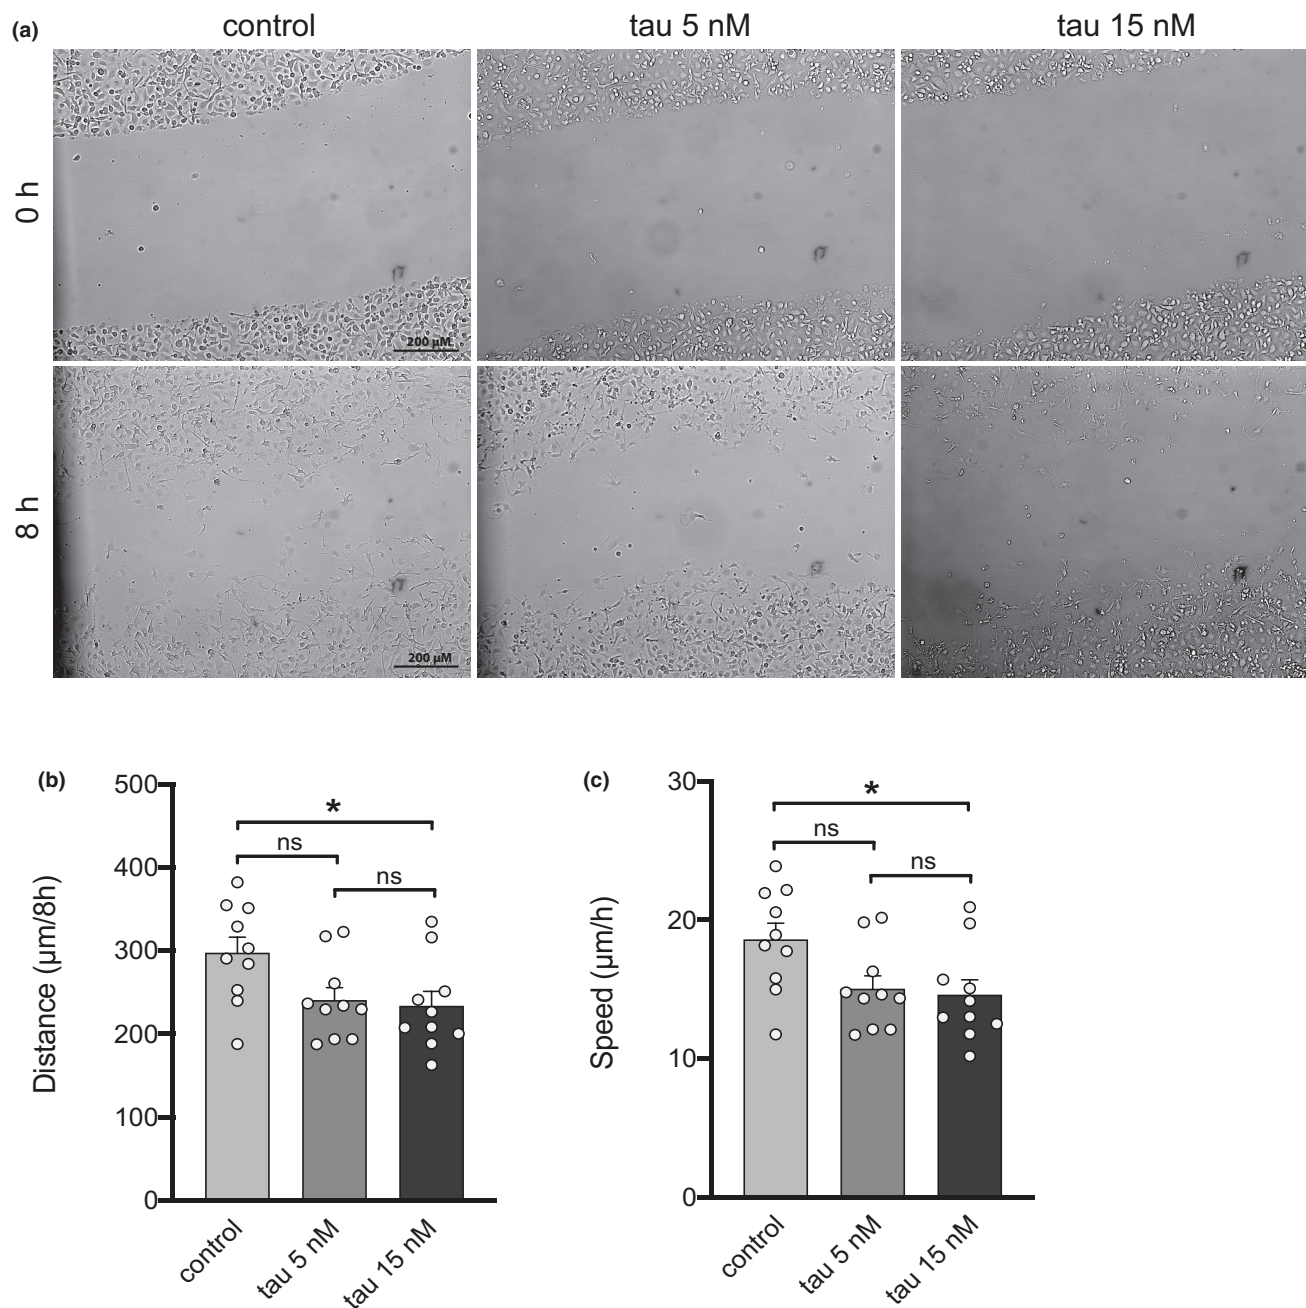 (a)
control tau 5 nM tau 15 nM
0 h
200 µM
8 h
200 µM
(b)
Distance (µm/8h)
500
400
300
200
100
0
*
ns
ns
control
tau 5 nM
tau 15 nM
(c)
Speed (µm/h)
30
20
10
0
*
ns
ns
control
tau 5 nM
tau 15 nM